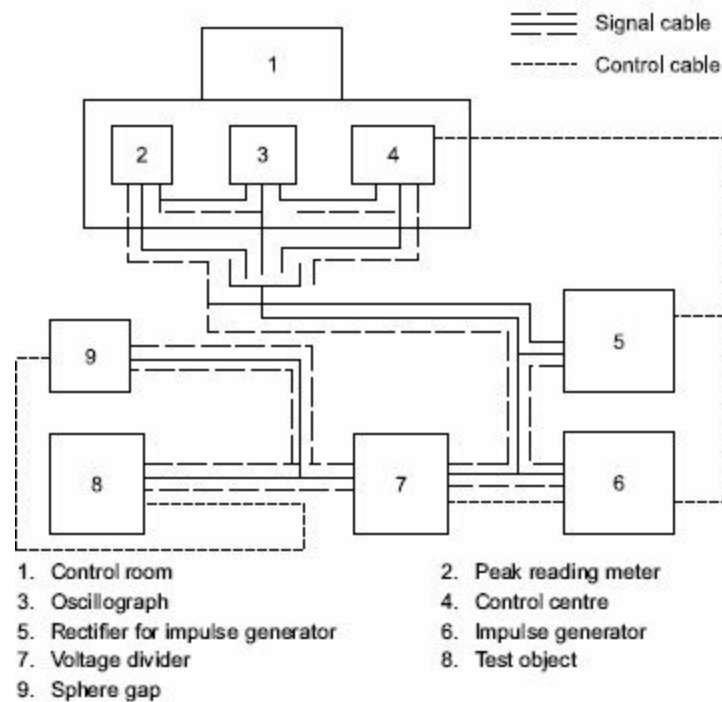 Signal cable
Control cable
1
2
3
4
5
9
8
7
6
1. Control room
2. Peak reading meter
3. Oscillograph
4. Control centre
5. Rectifier for impulse generator
6. Impulse generator
7. Voltage divider
8. Test object
9. Sphere gap